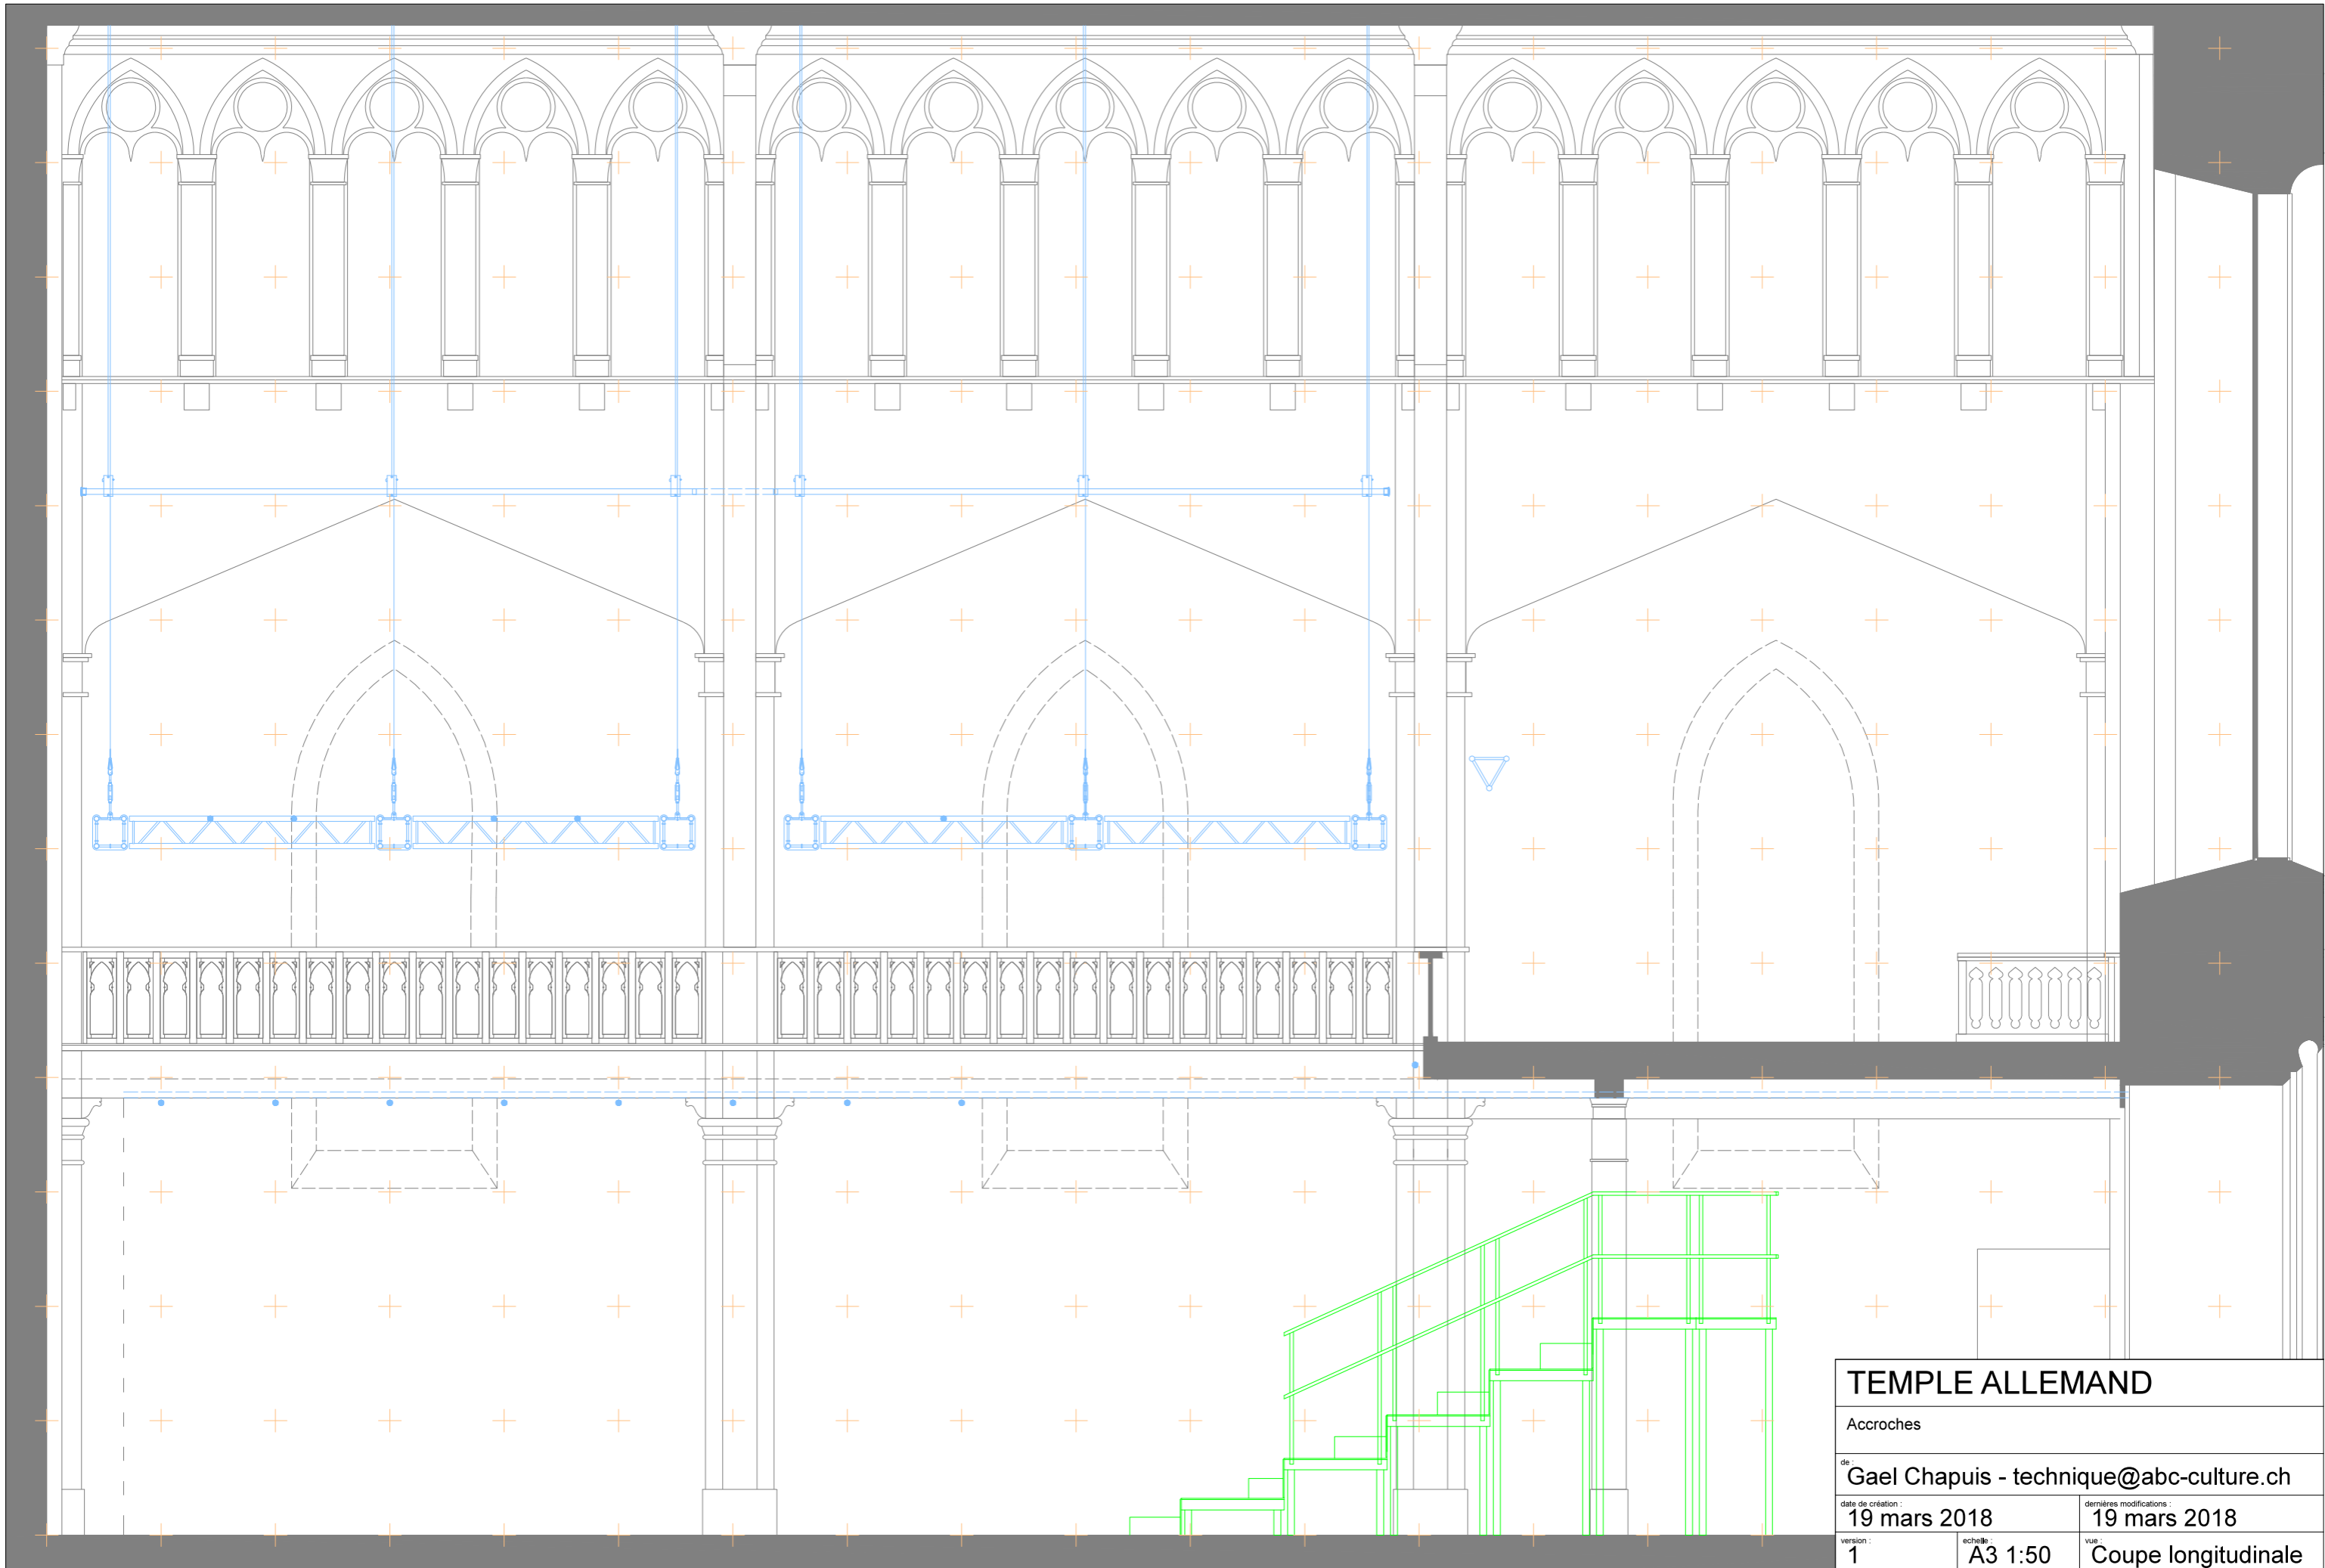 TEMPLE ALLEMAND
Accroches
de :
Gael Chapuis - technique@abc-culture.ch
date de création :
19 mars 2018
dernières modifications :
19 mars 2018
version :
1
echelle :
A3 1:50
vue :
Coupe longitudinale